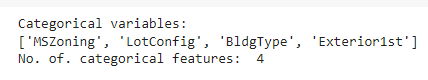 Categorical variables:
['MSZoning', 'LotConfig', 'BldgType', 'Exterior1st']
No. of. categorical features:  4